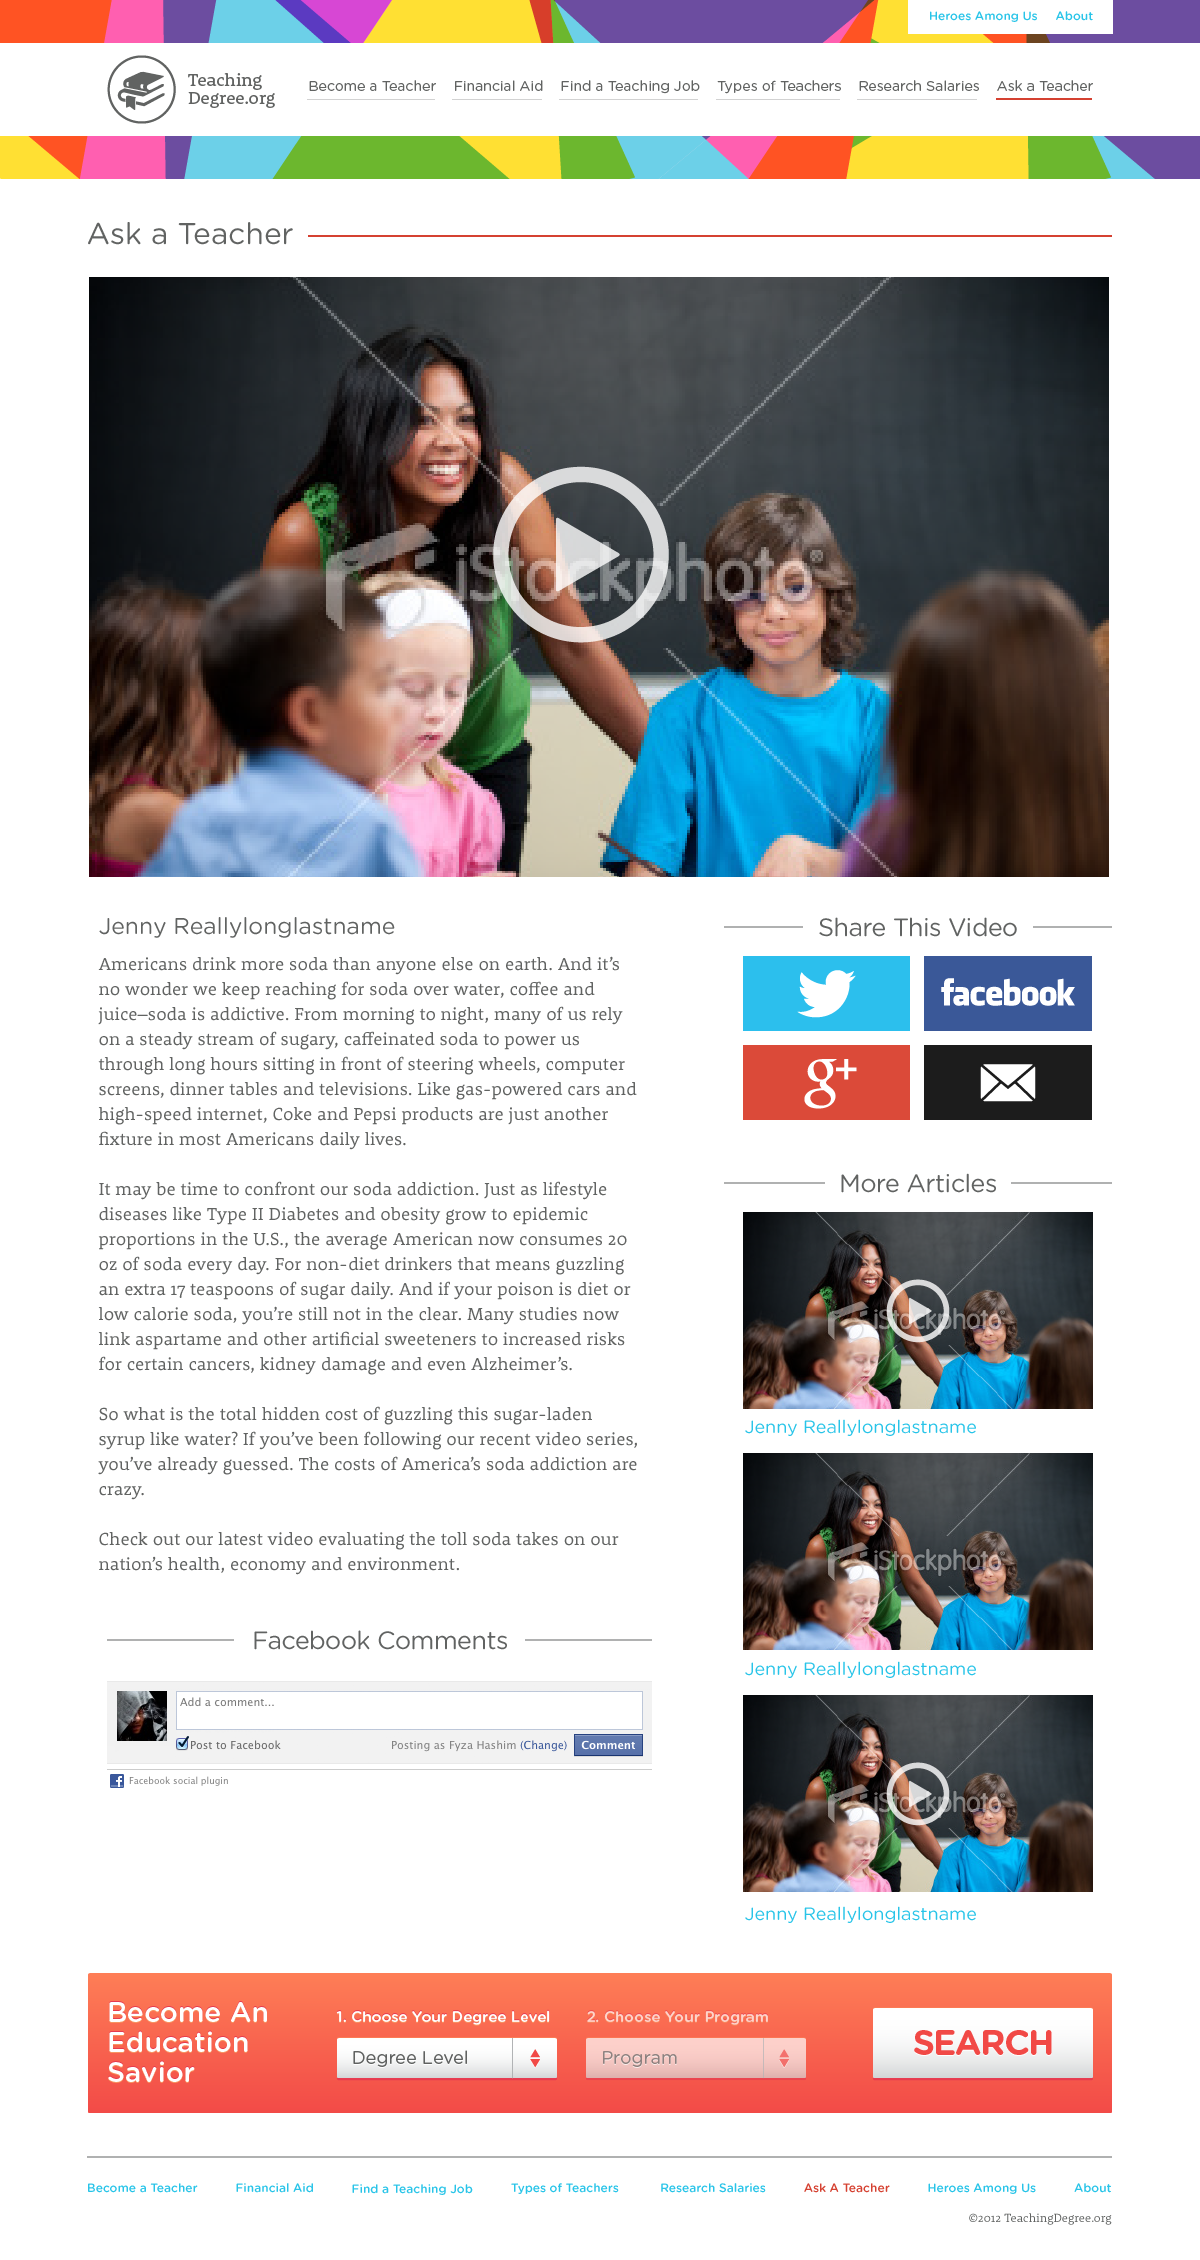 Heroes Among Us About
Teaching
Degree.org
Become a Teacher Financial Aid Find a Teaching Job Types of Teachers Research Salaries Ask a Teacher
Ask a Teacher
iStockphoto
Jenny Reallylonglastname
Americans drink more soda than anyone else on earth. And it’s
no wonder we keep reaching for soda over water, coffee and
juice—soda is addictive. From morning to night, many of us rely
on a steady stream of sugary, caffeinated soda to power us
through long hours sitting in front of steering wheels, computer
screens, dinner tables and televisions. Like gas-powered cars and
high-speed internet, Coke and Pepsi products are just another
fixture in most Americans daily lives.
It may be time to confront our soda addiction. Just as lifestyle
diseases like Type II Diabetes and obesity grow to epidemic
proportions in the U.S., the average American now consumes 20
oz of soda every day. For non-diet drinkers that means guzzling
an extra 17 teaspoons of sugar daily. And if your poison is diet or
low calorie soda, you’re still not in the clear. Many studies now
link aspartame and other artificial sweeteners to increased risks
for certain cancers, kidney damage and even Alzheimer’s.
So what is the total hidden cost of guzzling this sugar-laden
syrup like water? If you’ve been following our recent video series,
you’ve already guessed. The costs of America’s soda addiction are
crazy.
Check out our latest video evaluating the toll soda takes on our
nation’s health, economy and environment.
Facebook Comments
Add a comment...
Post to Facebook Posting as Fyza Hashim (Change) Comment
Facebook social plugin
Share This Video
facebook
g+
More Articles
iStockphoto
Jenny Reallylonglastname
iStockphoto
Jenny Reallylonglastname
iStockphoto
Jenny Reallylonglastname
Become An
Education
Savior
1. Choose Your Degree Level
Degree Level
2. Choose Your Program
Program
SEARCH
Become a Teacher Financial Aid Find a Teaching Job Types of Teachers Research Salaries Ask A Teacher Heroes Among Us About
©2012 TeachingDegree.org